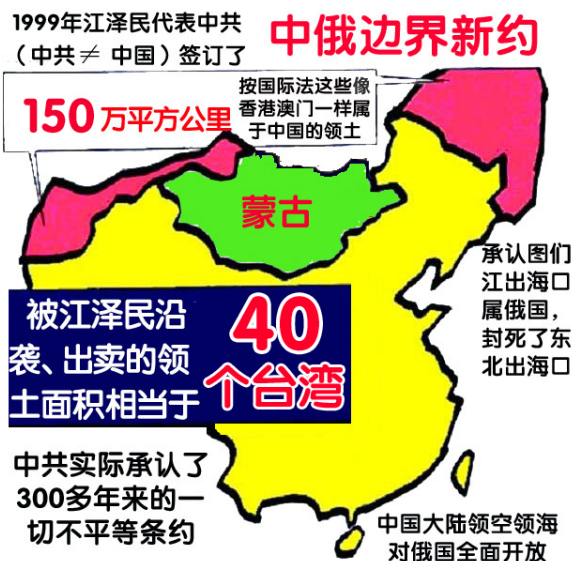 1999年江泽民代表中共
（中共≠ 中国）签订了
中俄边界新约
150万平方公里
按国际法这些像
香港澳门一样属
于中国的领土
蒙古
承认图们
江出海口
属俄国，
封死了东
北出海口
被江泽民沿
袭、出卖的领
土面积相当于
40
个台湾
中共实际承认了
300多年来的一
切不平等条约
中国大陆领空领海
对俄国全面开放